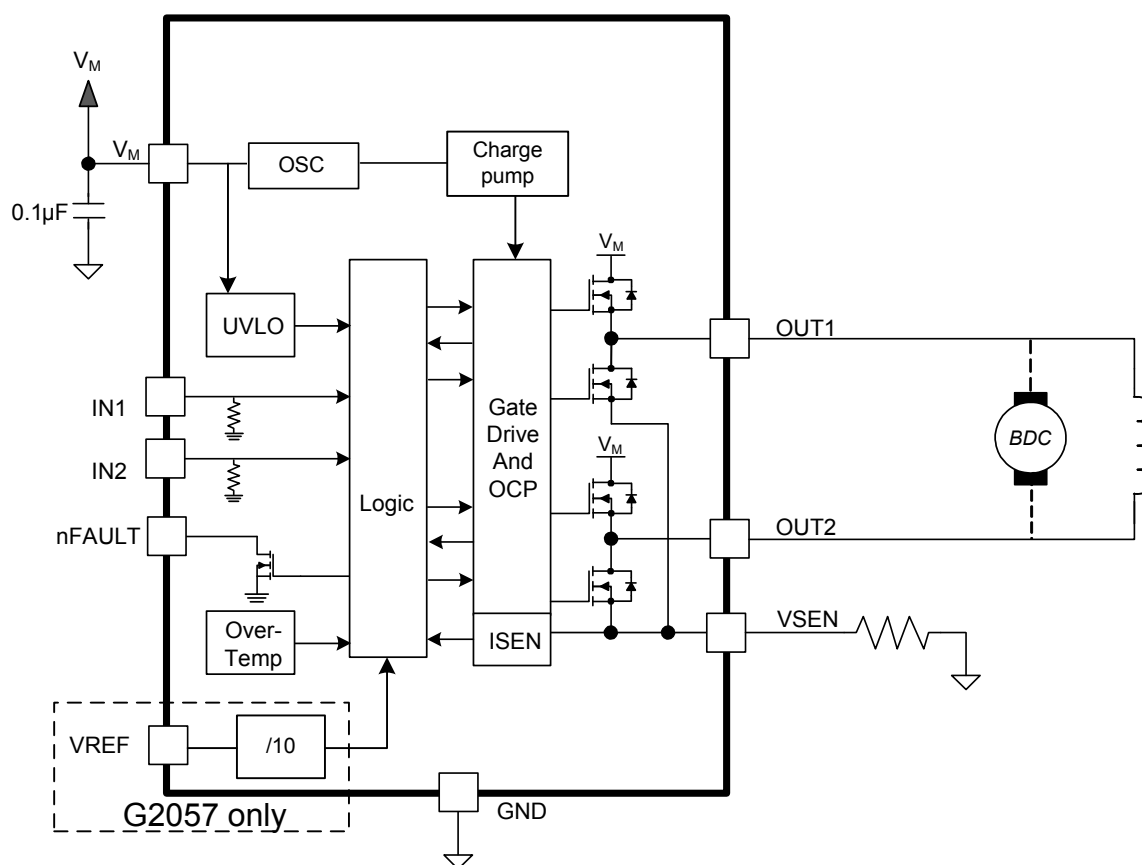 VM
VM
0.1µF
OSC
Charge
pump
UVLO
VM
OUT1
IN1
IN2
Logic
Gate
Drive
And
OCP
VM
BDC
nFAULT
OUT2
Over-
Temp
ISEN
VSEN
VREF
/10
G2057 only
GND